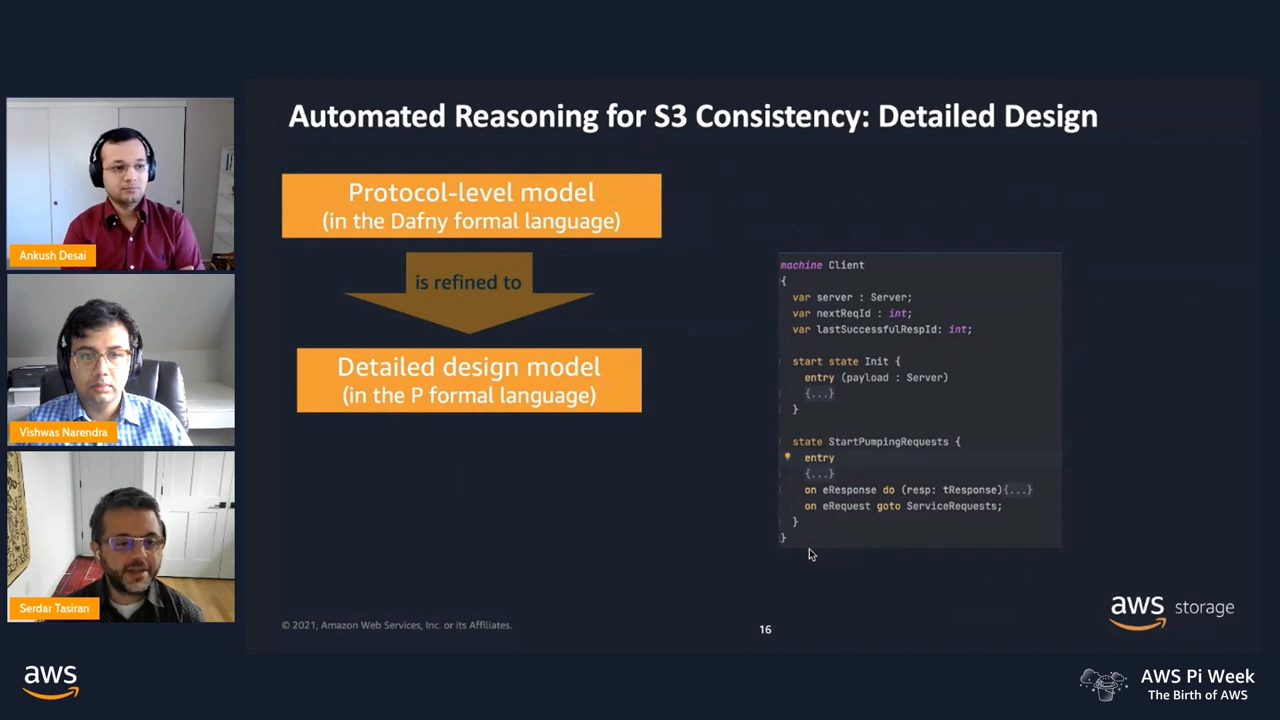 Automated Reasoning for S3 Consistency: Detailed Design
Protocol-level model
(in the Dafny formal language)
is refined to
Detailed design model
(in the P formal language)
machine Client
{
var server : Server;
var nextReqId : int;
var lastSuccessfulRespId: int;
start state Init {
entry (payload : Server)
{...}
}
state StartPumpingRequests {
entry
{...}
on eResponse do (resp: tResponse){...}
on eRequest goto ServiceRequests;
}
}
Ankush Desai
Vishwas Narendra
Serdar Tasiran
© 2021, Amazon Web Services, Inc. or its Affiliates.
16
aws storage
aws
AWS Pi Week
The Birth of AWS